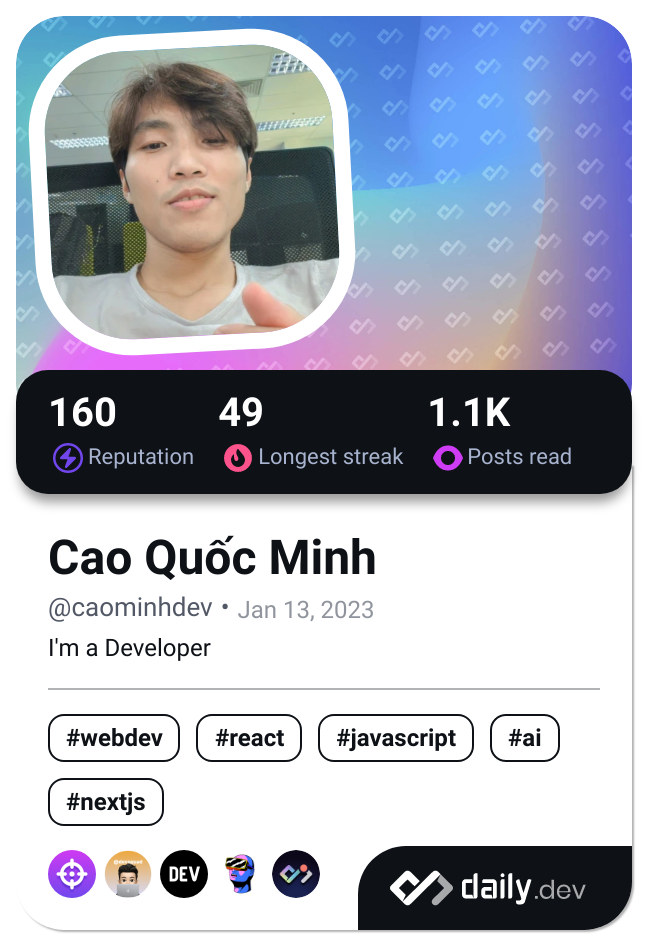 160 49 1.1K
Reputation Longest streak Posts read
Cao Quốc Minh
@caominhdev • Jan 13, 2023
I'm a Developer
#webdev #react #javascript #ai
#nextjs
DEV
daily.dev